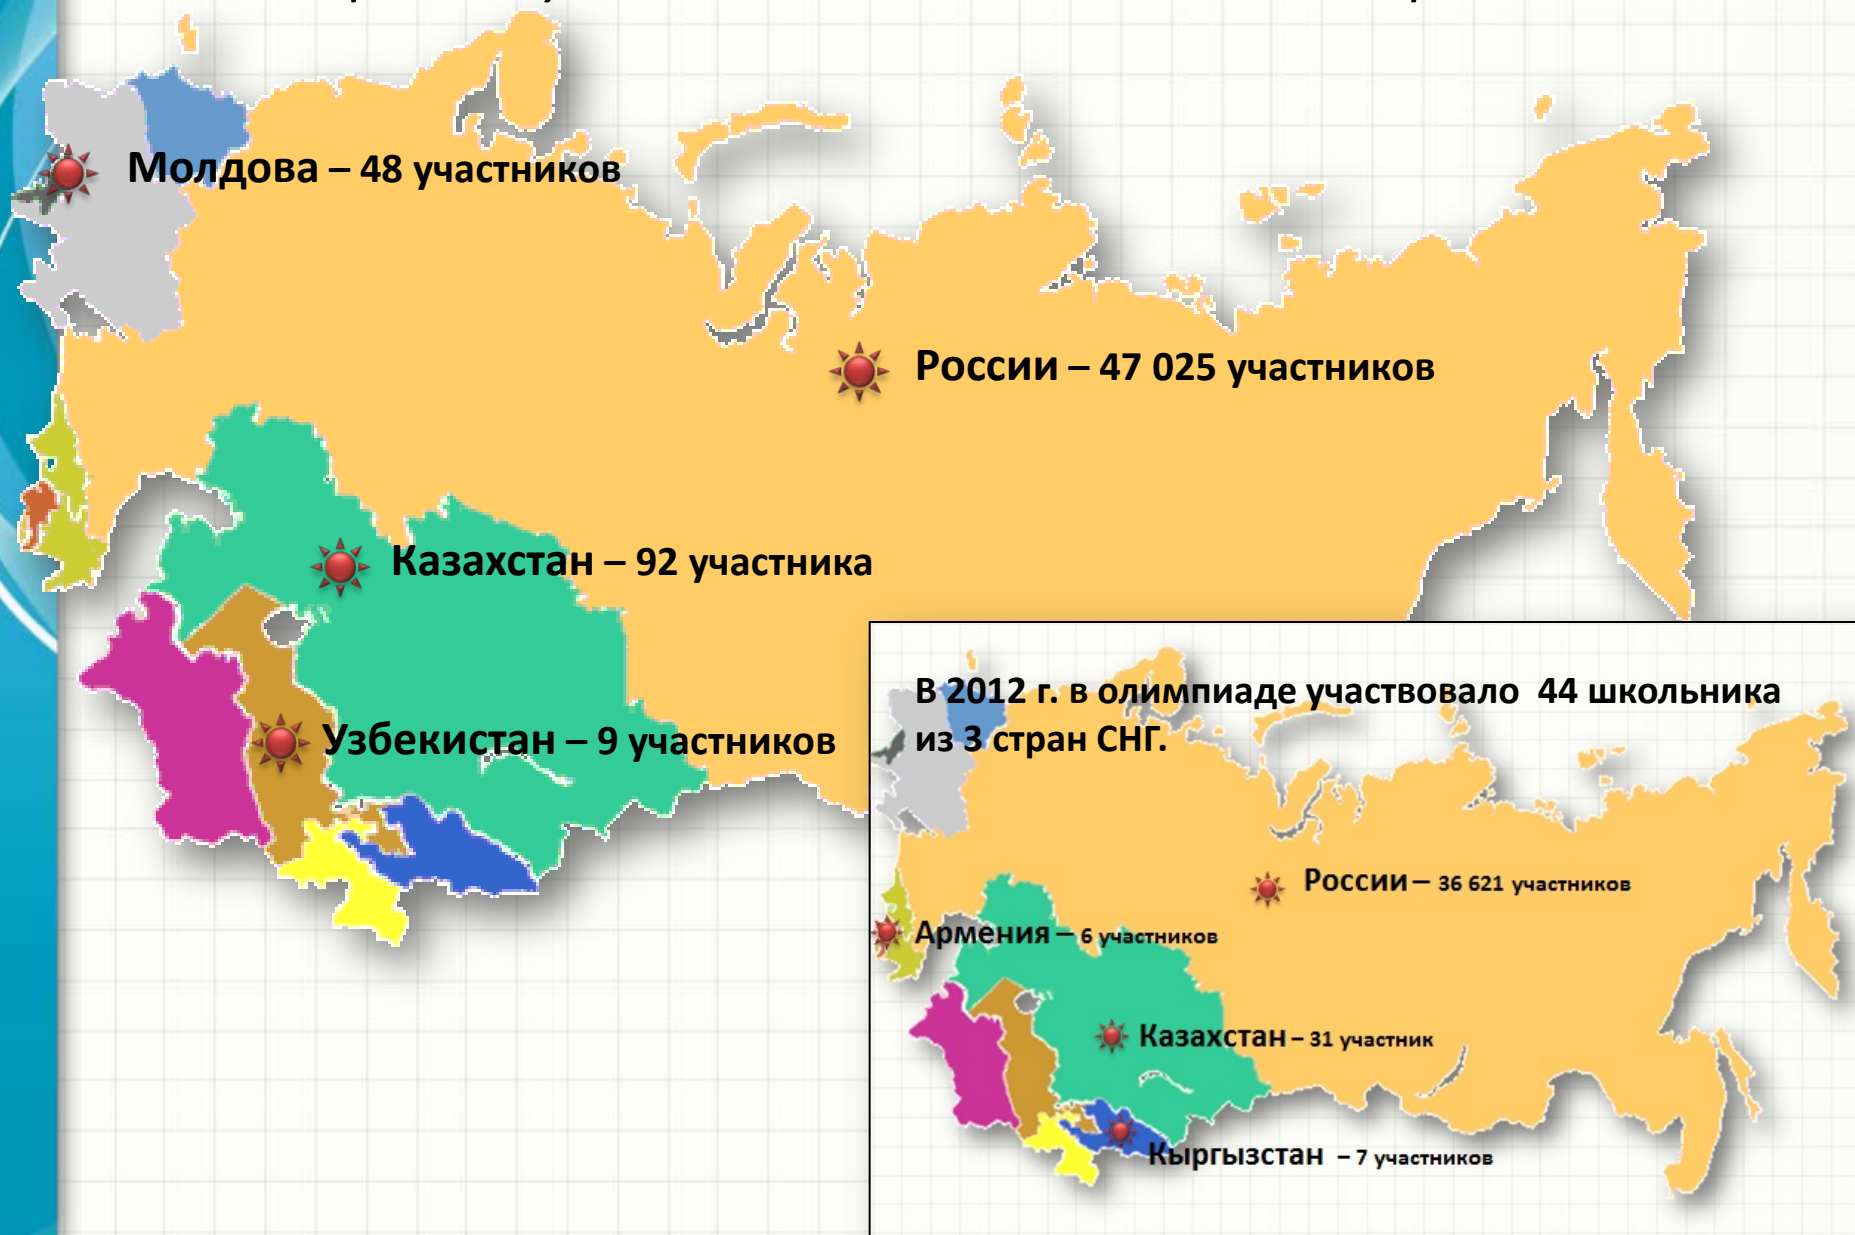 Молдова – 48 участников
России – 47 025 участников
Казахстан – 92 участника
Узбекистан – 9 участников
В 2012 г. в олимпиаде участвовало 44 школьника
из 3 стран СНГ.
России – 36 621 участников
Армения – 6 участников
Казахстан – 31 участник
Кыргызстан – 7 участников